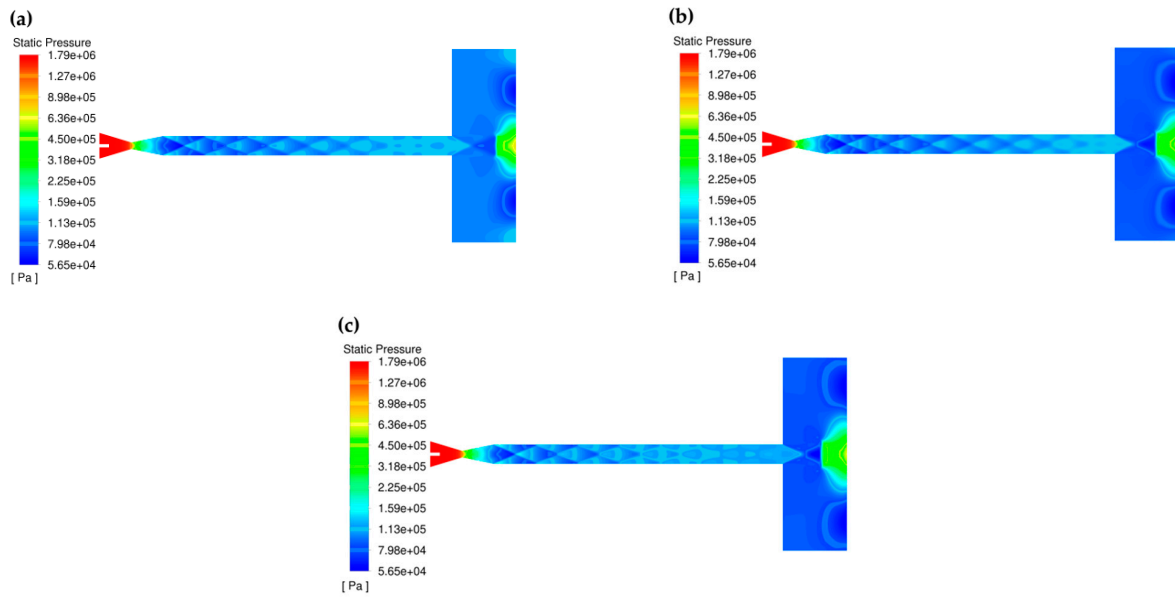 (a)
Static Pressure
1.79e+06
1.27e+06
8.98e+05
6.36e+05
4.50e+05
3.18e+05
2.25e+05
1.59e+05
1.13e+05
7.98e+04
5.65e+04
[ Pa ]
(b)
Static Pressure
1.79e+06
1.27e+06
8.98e+05
6.36e+05
4.50e+05
3.18e+05
2.25e+05
1.59e+05
1.13e+05
7.98e+04
5.65e+04
[ Pa ]
(c)
Static Pressure
1.79e+06
1.27e+06
8.98e+05
6.36e+05
4.50e+05
3.18e+05
2.25e+05
1.59e+05
1.13e+05
7.98e+04
5.65e+04
[ Pa ]